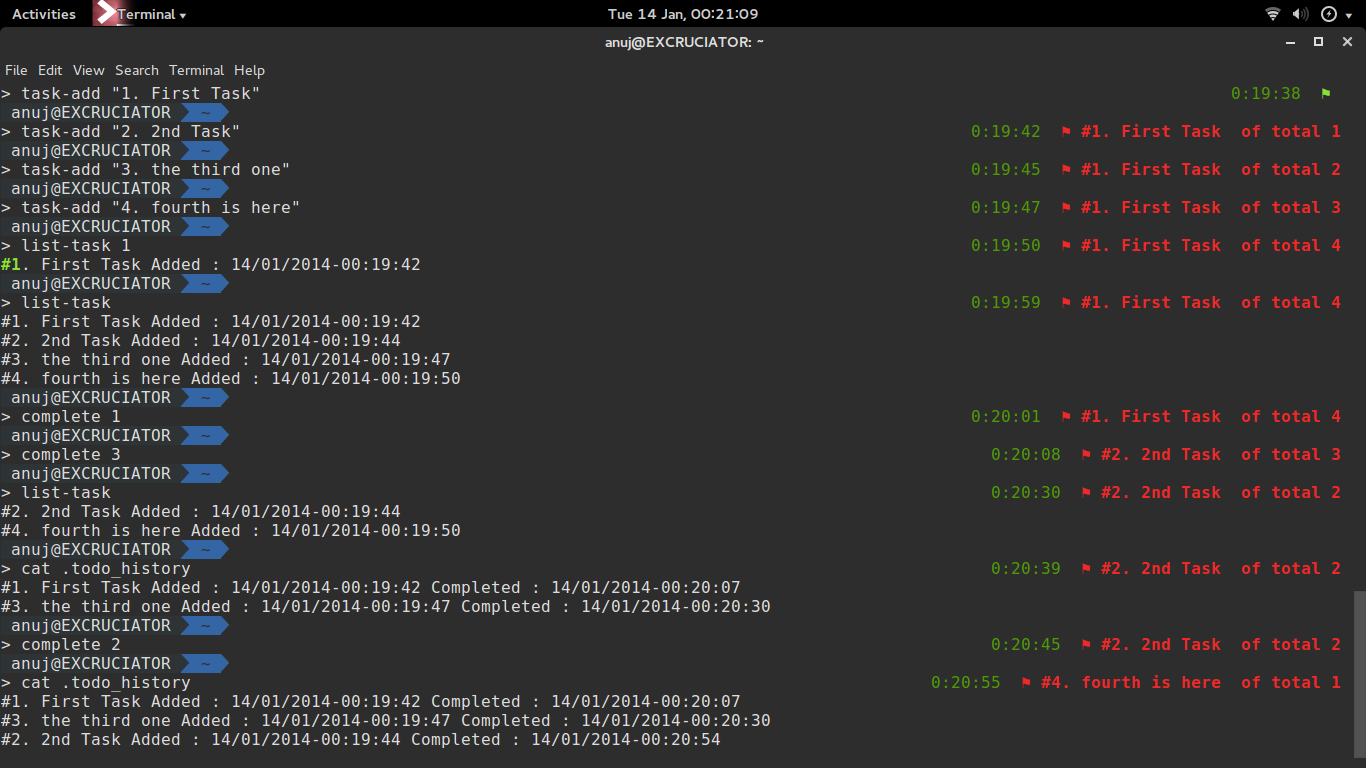 Activities Terminal Tue 14 Jan, 00:21:09
anuj@EXCRUCIATOR: ~
File Edit View Search Terminal Help
> task-add "1. First Task" 0:19:38 ⚑
anuj@EXCRUCIATOR ~
> task-add "2. 2nd Task" 0:19:42 ⚑ #1. First Task of total 1
anuj@EXCRUCIATOR ~
> task-add "3. the third one" 0:19:45 ⚑ #1. First Task of total 2
anuj@EXCRUCIATOR ~
> task-add "4. fourth is here" 0:19:47 ⚑ #1. First Task of total 3
anuj@EXCRUCIATOR ~
> list-task 1 0:19:50 ⚑ #1. First Task of total 4
#1. First Task Added : 14/01/2014-00:19:42
anuj@EXCRUCIATOR ~
> list-task 0:19:59 ⚑ #1. First Task of total 4
#1. First Task Added : 14/01/2014-00:19:42
#2. 2nd Task Added : 14/01/2014-00:19:44
#3. the third one Added : 14/01/2014-00:19:47
#4. fourth is here Added : 14/01/2014-00:19:50
anuj@EXCRUCIATOR ~
> complete 1 0:20:01 ⚑ #1. First Task of total 4
anuj@EXCRUCIATOR ~
> complete 3 0:20:08 ⚑ #2. 2nd Task of total 3
anuj@EXCRUCIATOR ~
> list-task 0:20:30 ⚑ #2. 2nd Task of total 2
#2. 2nd Task Added : 14/01/2014-00:19:44
#4. fourth is here Added : 14/01/2014-00:19:50
anuj@EXCRUCIATOR ~
> cat .todo_history 0:20:39 ⚑ #2. 2nd Task of total 2
#1. First Task Added : 14/01/2014-00:19:42 Completed : 14/01/2014-00:20:07
#3. the third one Added : 14/01/2014-00:19:47 Completed : 14/01/2014-00:20:30
anuj@EXCRUCIATOR ~
> complete 2 0:20:45 ⚑ #2. 2nd Task of total 2
anuj@EXCRUCIATOR ~
> cat .todo_history 0:20:55 ⚑ #4. fourth is here of total 1
#1. First Task Added : 14/01/2014-00:19:42 Completed : 14/01/2014-00:20:07
#3. the third one Added : 14/01/2014-00:19:47 Completed : 14/01/2014-00:20:30
#2. 2nd Task Added : 14/01/2014-00:19:44 Completed : 14/01/2014-00:20:54